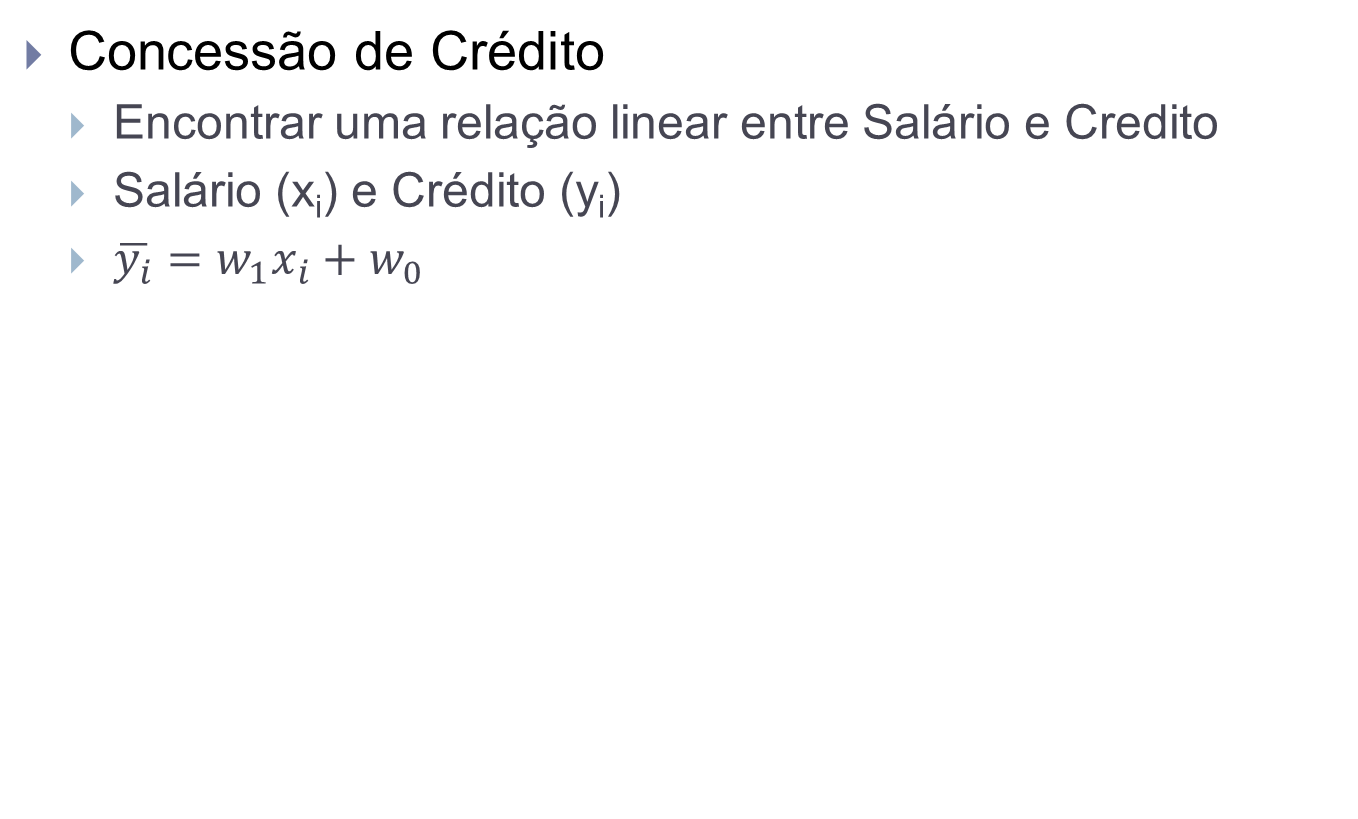 Concessão de Crédito
Encontrar uma relação linear entre Salário e Credito
Salário (xᵢ) e Crédito (yᵢ)
y̅ᵢ = w₁xᵢ + w₀